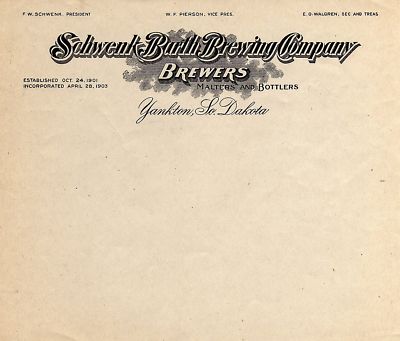 F. W. SCHWENK, PRESIDENT W. F. PIERSON, VICE PRES. E. O. WALGREN, SEC AND TREAS
Schwenk-Barth Brewing Company
BREWERS
MALTERS AND BOTTLERS
ESTABLISHED OCT. 24, 1901
INCORPORATED APRIL 28, 1903
Yankton, So. Dakota